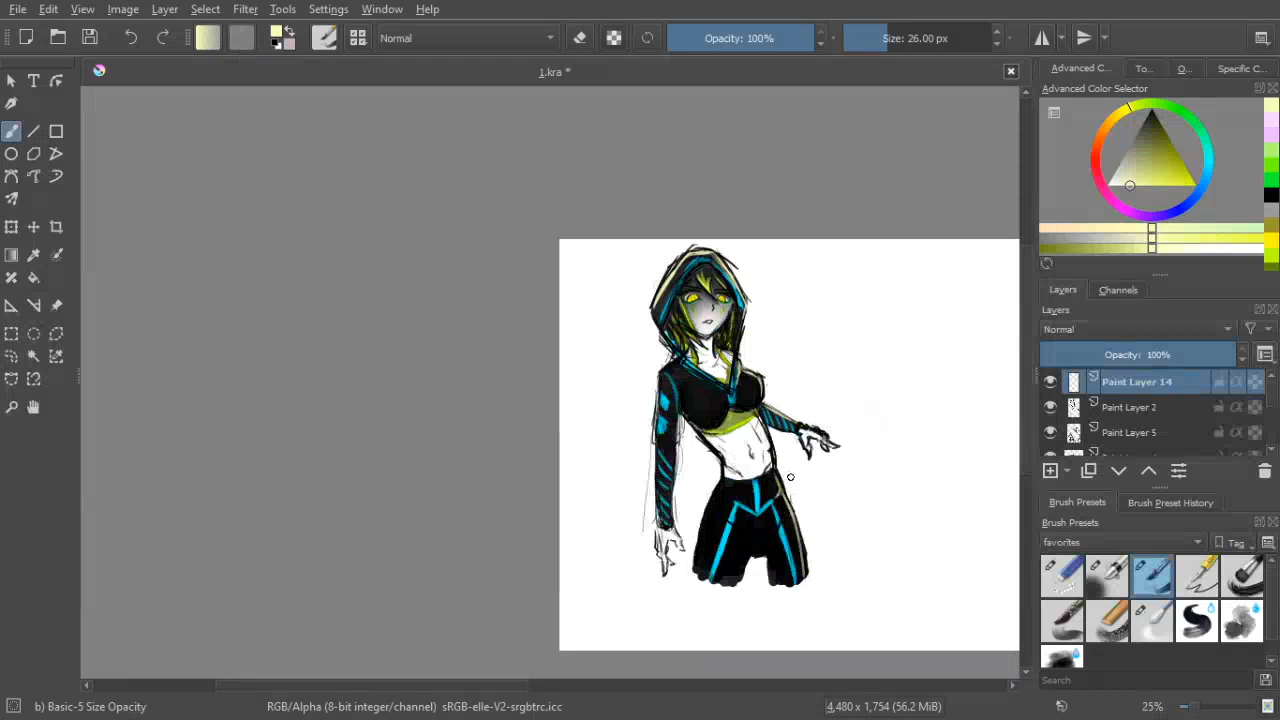 File Edit View Image Layer Select Filter Tools Settings Window Help
Normal Opacity: 100% Size: 26.00 px
1.kra *
Advanced C... To... O... Specific C...
Advanced Color Selector
Layers Channels
Layers
Normal
Opacity: 100%
Paint Layer 14
Paint Layer 2
Paint Layer 5
Brush Presets Brush Preset History
Brush Presets
favorites Tag
Search
b) Basic-5 Size Opacity RGB/Alpha (8-bit integer/channel) sRGB-elle-V2-srgbtrc.icc 4,480 x 1,754 (56.2 MiB) 25%